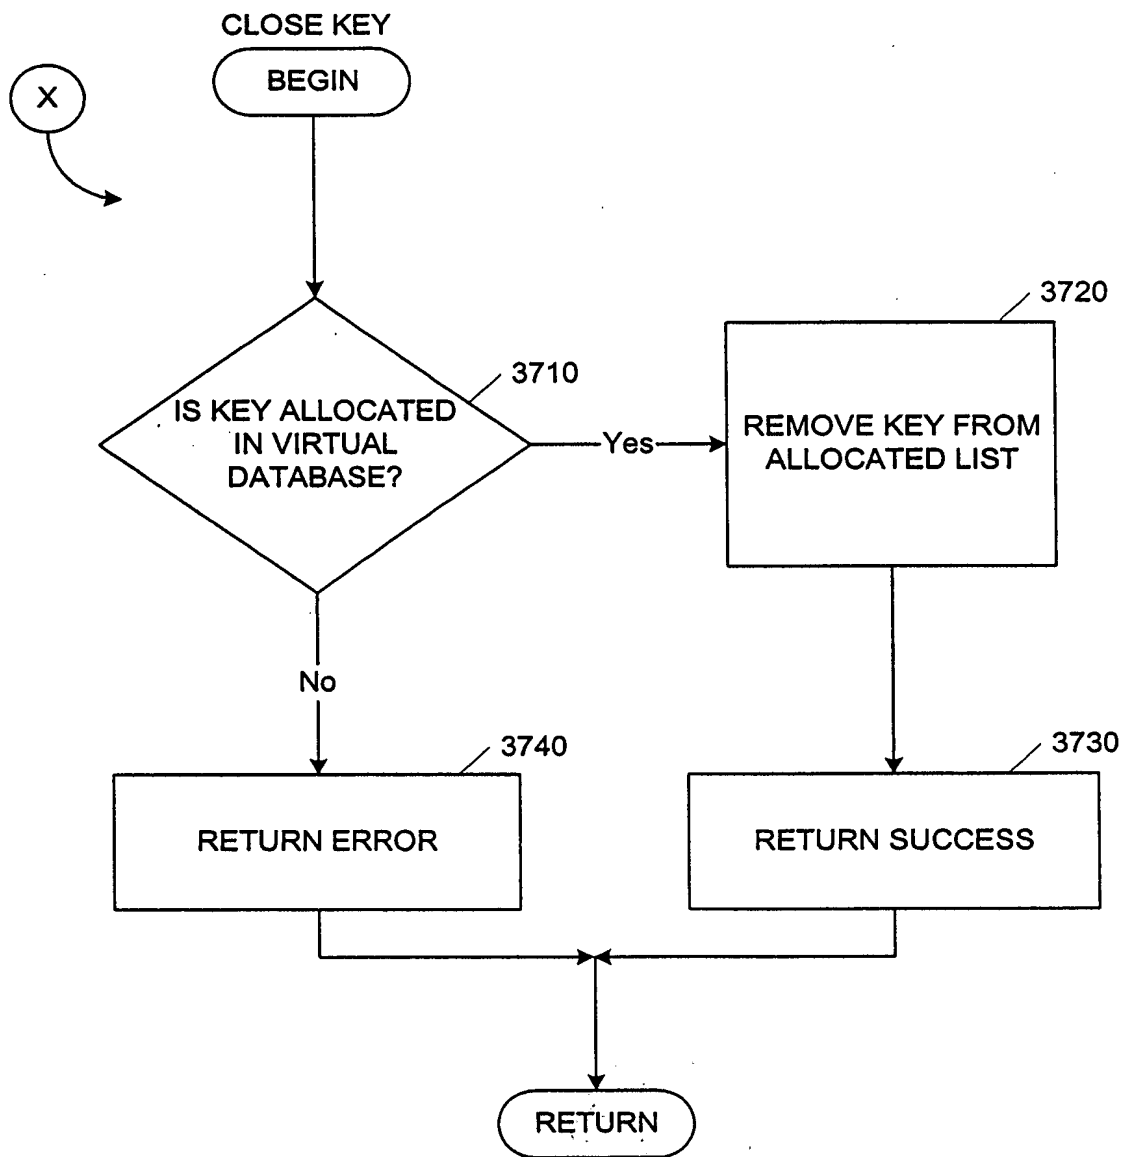 CLOSE KEY
BEGIN
X
3710
IS KEY ALLOCATED
IN VIRTUAL
DATABASE?
Yes
3720
REMOVE KEY FROM
ALLOCATED LIST
No
3740
RETURN ERROR
3730
RETURN SUCCESS
RETURN